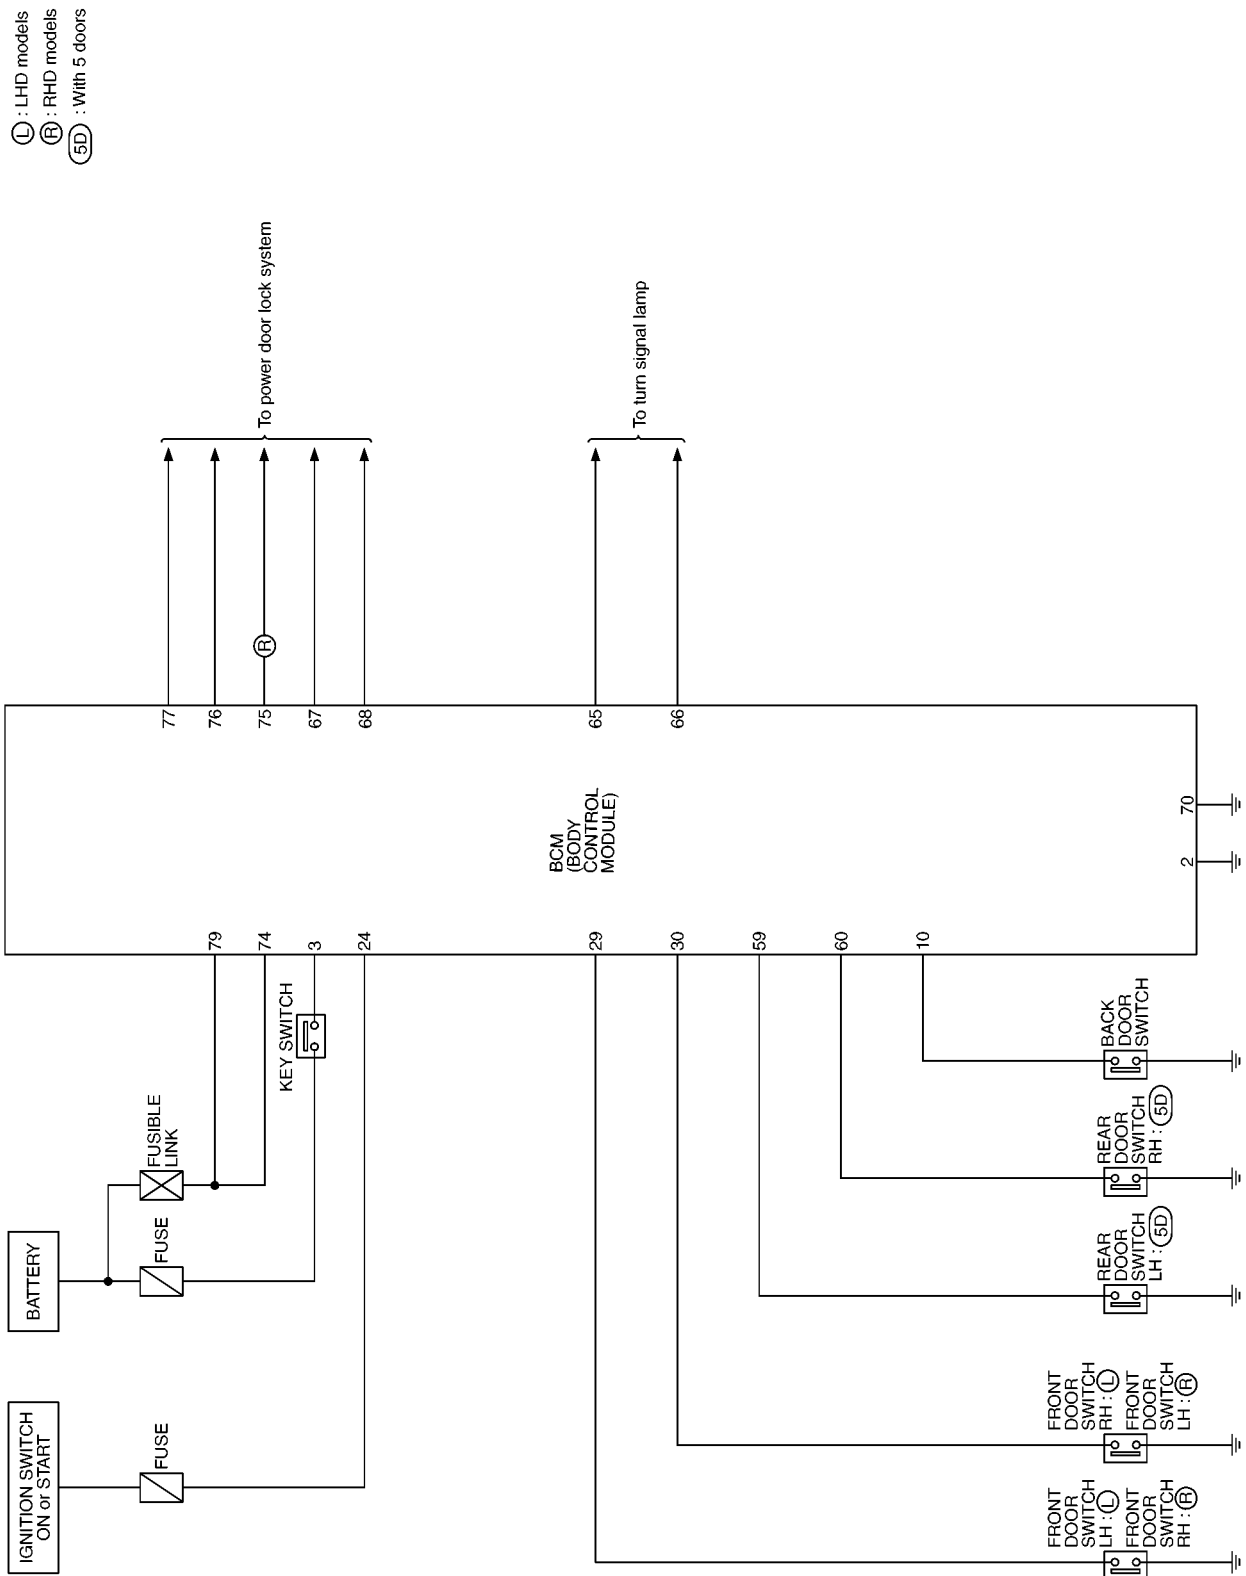 IGNITION SWITCH
ON or START
BATTERY
FUSE
FUSE
FUSIBLE
LINK
KEY SWITCH
79
74
3
24
29
30
59
60
10
BCM
(BODY
CONTROL
MODULE)
2
70
77
76
75
67
68
65
66
R
To power door lock system
To turn signal lamp
L : LHD models
R : RHD models
5D : With 5 doors
FRONT
DOOR
SWITCH
LH : L
FRONT
DOOR
SWITCH
RH : R
FRONT
DOOR
SWITCH
RH : L
FRONT
DOOR
SWITCH
LH : R
REAR
DOOR
SWITCH
LH : 5D
REAR
DOOR
SWITCH
RH : 5D
BACK
DOOR
SWITCH